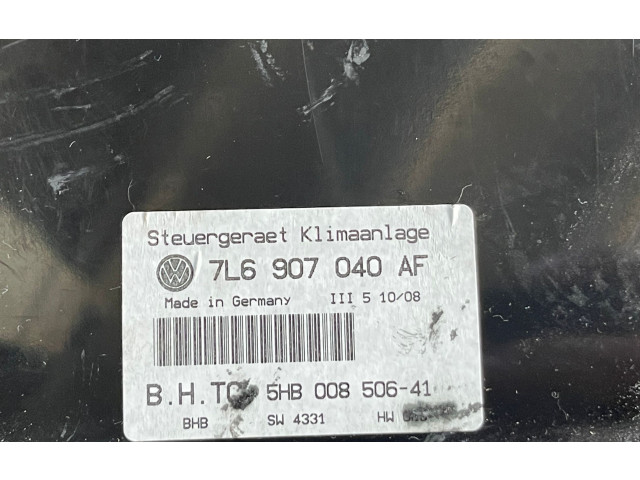 Steuergeraet Klimaanlage
7L6 907 040 AF
Made in Germany III 5 10/08
B.H.TC 5HB 008 506-41
BHB SW 4331 HW